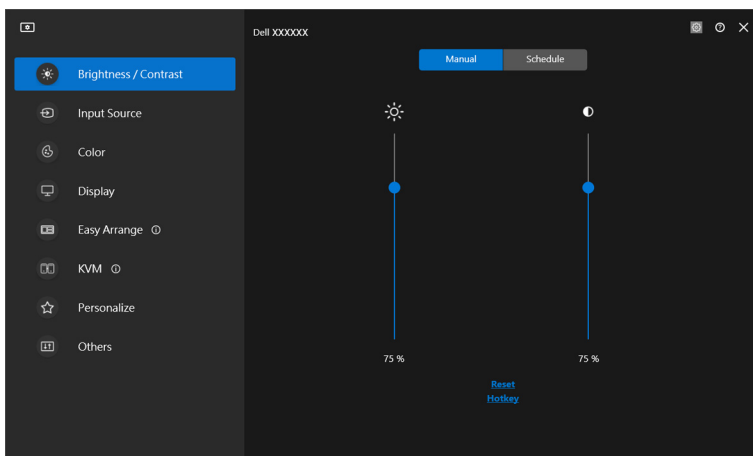 Dell XXXXXX
Manual
Schedule
Brightness / Contrast
Input Source
Color
Display
Easy Arrange
KVM
Personalize
Others
75 %
75 %
Reset
Hotkey